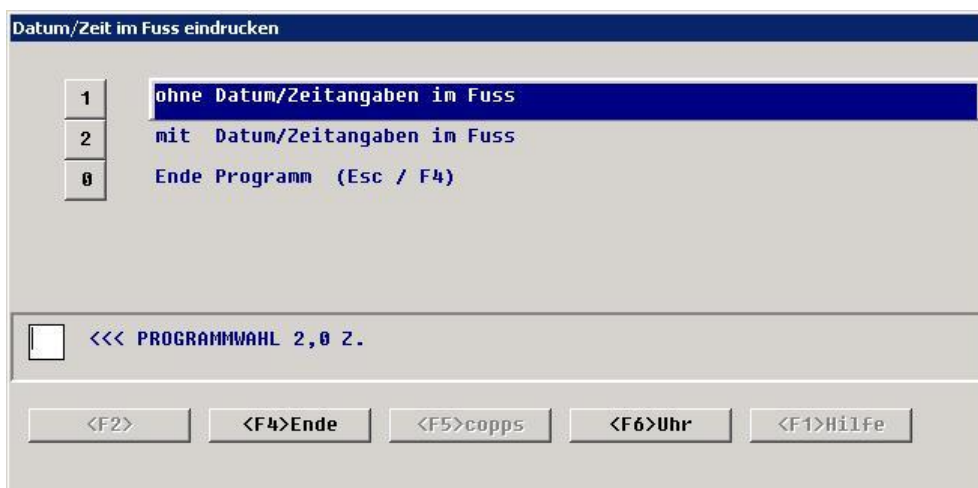 Datum/Zeit im Fuss eindrucken
1 ohne Datum/Zeitangaben im Fuss
2 mit Datum/Zeitangaben im Fuss
0 Ende Programm (Esc / F4)
<<< PROGRAMMWAHL 2,0 Z.
<F2> <F4>Ende <F5>copps <F6>Uhr <F1>Hilfe